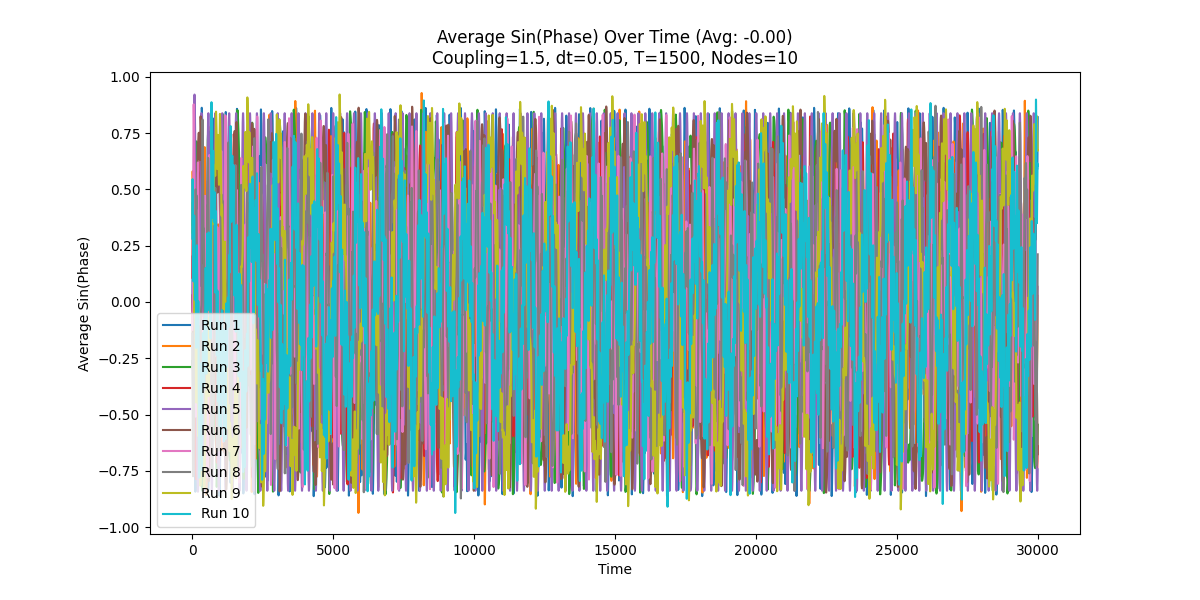 Average Sin(Phase) Over Time (Avg: -0.00)
Coupling=1.5, dt=0.05, T=1500, Nodes=10
Average Sin(Phase)
1.00
0.75
0.50
0.25
0.00
−0.25
−0.50
−0.75
−1.00
Run 1
Run 2
Run 3
Run 4
Run 5
Run 6
Run 7
Run 8
Run 9
Run 10
0
5000
10000
15000
20000
25000
30000
Time